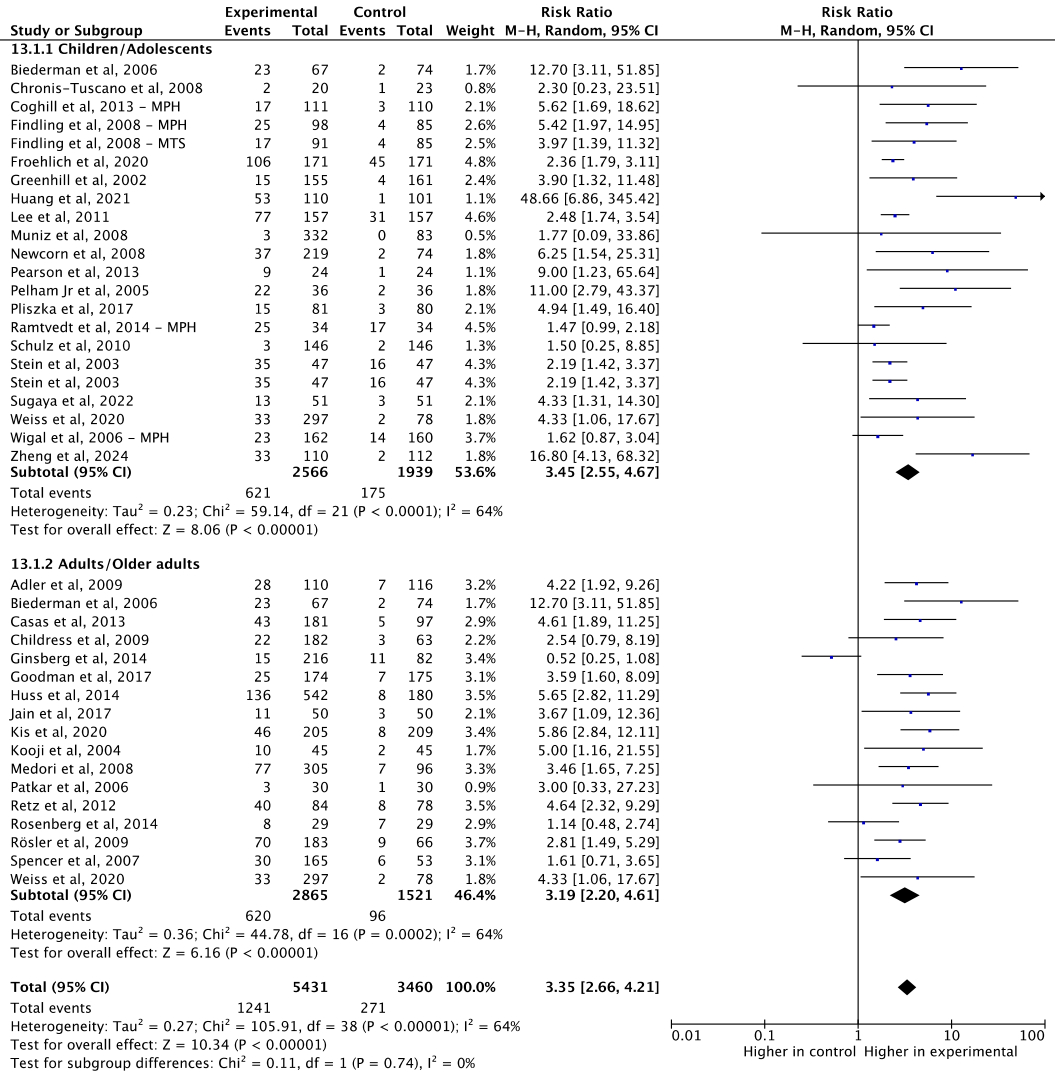 Experimental Control Risk Ratio Risk Ratio
Study or Subgroup Events Total Events Total Weight M-H, Random, 95% CI M-H, Random, 95% CI
13.1.1 Children/Adolescents
Biederman et al, 2006 23 67 2 74 1.7% 12.70 [3.11, 51.85]
Chronis-Tuscano et al, 2008 2 20 1 23 0.8% 2.30 [0.23, 23.51]
Coghill et al, 2013 - MPH 17 111 3 110 2.1% 5.62 [1.69, 18.62]
Findling et al, 2008 - MPH 25 98 4 85 2.6% 5.42 [1.97, 14.95]
Findling et al, 2008 - MTS 17 91 4 85 2.5% 3.97 [1.39, 11.32]
Froehlich et al, 2020 106 171 45 171 4.8% 2.36 [1.79, 3.11]
Greenhill et al, 2002 15 155 4 161 2.4% 3.90 [1.32, 11.48]
Huang et al, 2021 53 110 1 101 1.1% 48.66 [6.86, 345.42]
Lee et al, 2011 77 157 31 157 4.6% 2.48 [1.74, 3.54]
Muniz et al, 2008 3 332 0 83 0.5% 1.77 [0.09, 33.86]
Newcorn et al, 2008 37 219 2 74 1.8% 6.25 [1.54, 25.31]
Pearson et al, 2013 9 24 1 24 1.1% 9.00 [1.23, 65.64]
Pelham Jr et al, 2005 22 36 2 36 1.8% 11.00 [2.79, 43.37]
Pliszka et al, 2017 15 81 3 80 2.1% 4.94 [1.49, 16.40]
Ramtvedt et al, 2014 - MPH 25 34 17 34 4.5% 1.47 [0.99, 2.18]
Schulz et al, 2010 3 146 2 146 1.3% 1.50 [0.25, 8.85]
Stein et al, 2003 35 47 16 47 4.3% 2.19 [1.42, 3.37]
Stein et al, 2003 35 47 16 47 4.3% 2.19 [1.42, 3.37]
Sugaya et al, 2022 13 51 3 51 2.1% 4.33 [1.31, 14.30]
Weiss et al, 2020 33 297 2 78 1.8% 4.33 [1.06, 17.67]
Wigal et al, 2006 - MPH 23 162 14 160 3.7% 1.62 [0.87, 3.04]
Zheng et al, 2024 33 110 2 112 1.8% 16.80 [4.13, 68.32]
Subtotal (95% CI) 2566 1939 53.6% 3.45 [2.55, 4.67]
Total events 621 175
Heterogeneity: Tau² = 0.23; Chi² = 59.14, df = 21 (P < 0.0001); I² = 64%
Test for overall effect: Z = 8.06 (P < 0.00001)
13.1.2 Adults/Older adults
Adler et al, 2009 28 110 7 116 3.2% 4.22 [1.92, 9.26]
Biederman et al, 2006 23 67 2 74 1.7% 12.70 [3.11, 51.85]
Casas et al, 2013 43 181 5 97 2.9% 4.61 [1.89, 11.25]
Childress et al, 2009 22 182 3 63 2.2% 2.54 [0.79, 8.19]
Ginsberg et al, 2014 15 216 11 82 3.4% 0.52 [0.25, 1.08]
Goodman et al, 2017 25 174 7 175 3.1% 3.59 [1.60, 8.09]
Huss et al, 2014 136 542 8 180 3.5% 5.65 [2.82, 11.29]
Jain et al, 2017 11 50 3 50 2.1% 3.67 [1.09, 12.36]
Kis et al, 2020 46 205 8 209 3.4% 5.86 [2.84, 12.11]
Kooji et al, 2004 10 45 2 45 1.7% 5.00 [1.16, 21.55]
Medori et al, 2008 77 305 7 96 3.3% 3.46 [1.65, 7.25]
Patkar et al, 2006 3 30 1 30 0.9% 3.00 [0.33, 27.23]
Retz et al, 2012 40 84 8 78 3.5% 4.64 [2.32, 9.29]
Rosenberg et al, 2014 8 29 7 29 2.9% 1.14 [0.48, 2.74]
Rösler et al, 2009 70 183 9 66 3.7% 2.81 [1.49, 5.29]
Spencer et al, 2007 30 165 6 53 3.1% 1.61 [0.71, 3.65]
Weiss et al, 2020 33 297 2 78 1.8% 4.33 [1.06, 17.67]
Subtotal (95% CI) 2865 1521 46.4% 3.19 [2.20, 4.61]
Total events 620 96
Heterogeneity: Tau² = 0.36; Chi² = 44.78, df = 16 (P = 0.0002); I² = 64%
Test for overall effect: Z = 6.16 (P < 0.00001)
Total (95% CI) 5431 3460 100.0% 3.35 [2.66, 4.21]
Total events 1241 271
Heterogeneity: Tau² = 0.27; Chi² = 105.91, df = 38 (P < 0.00001); I² = 64%
Test for overall effect: Z = 10.34 (P < 0.00001)
Test for subgroup differences: Chi² = 0.11, df = 1 (P = 0.74), I² = 0%
0.01 0.1 1 10 100
Higher in control Higher in experimental